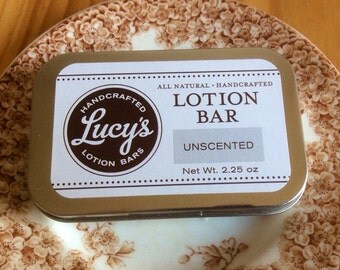 HANDCRAFTED
Lucy's
LOTION BARS
ALL NATURAL • HANDCRAFTED
LOTION
BAR
UNSCENTED
Net Wt. 2.25 oz